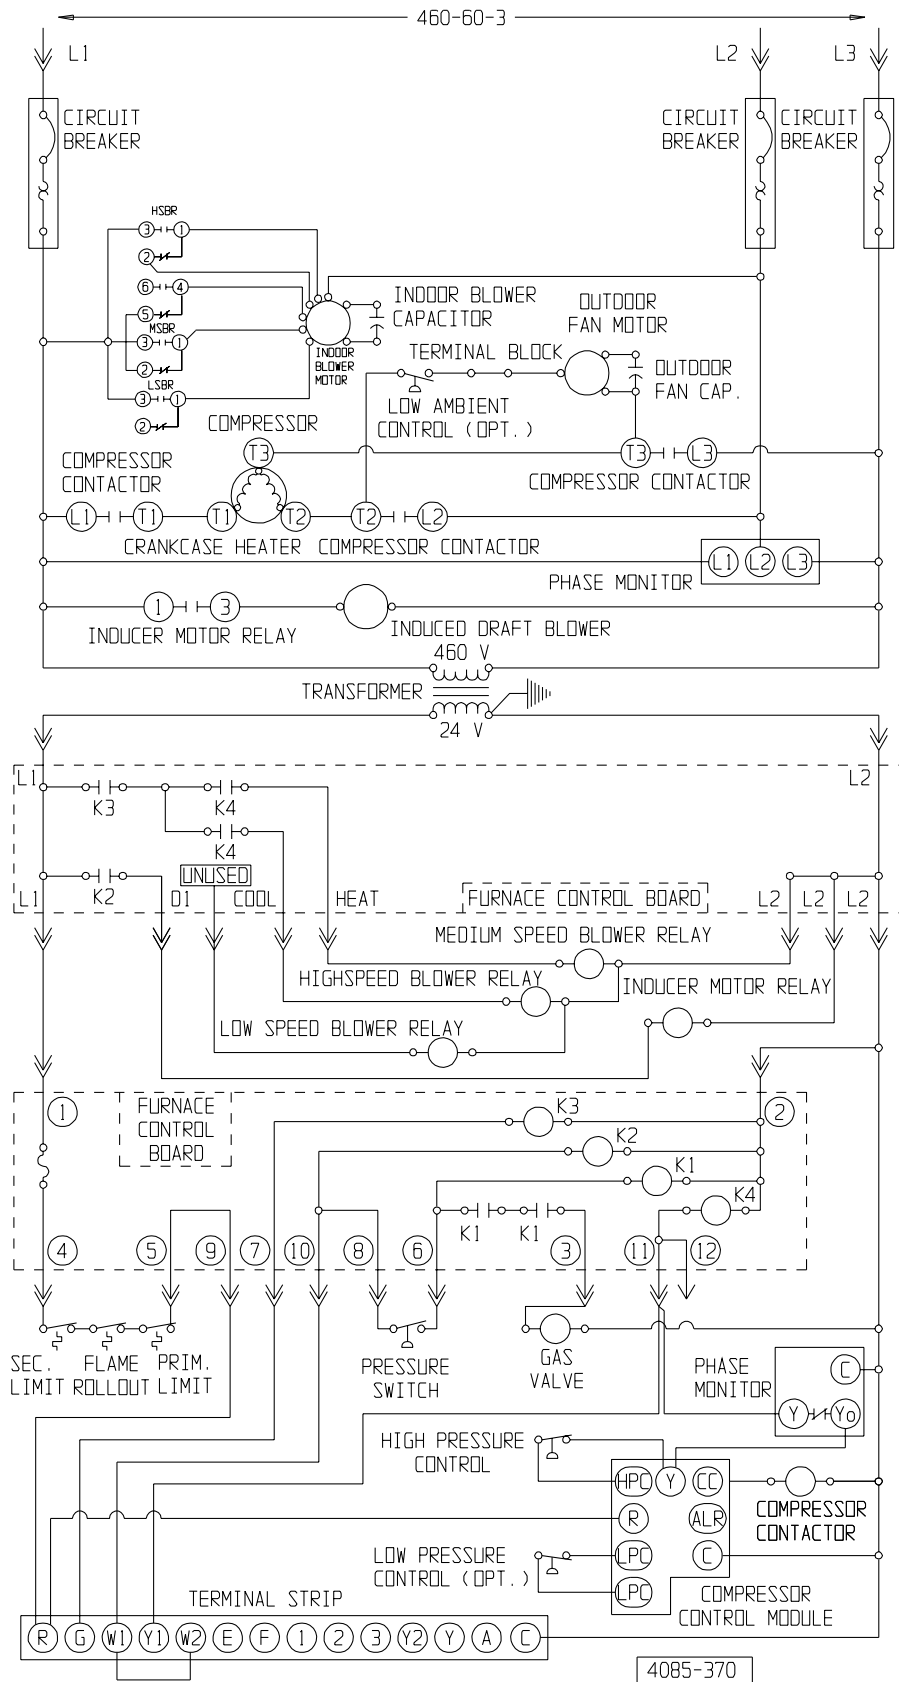 460-60-3
L1
L2
L3
CIRCUIT
BREAKER
CIRCUIT
BREAKER
CIRCUIT
BREAKER
HSBR
3
1
2
6
4
5
MSBR
3
1
2
LSBR
3
1
2
INDOOR
BLOWER
MOTOR
INDOOR BLOWER
CAPACITOR
OUTDOOR
FAN MOTOR
TERMINAL BLOCK
OUTDOOR
FAN CAP.
LOW AMBIENT
CONTROL (OPT.)
COMPRESSOR
T3
T3
L3
COMPRESSOR
CONTACTOR
COMPRESSOR CONTACTOR
L1
T1
T1
T2
T2
L2
CRANKCASE HEATER
COMPRESSOR CONTACTOR
L1
L2
L3
PHASE MONITOR
1
3
INDUCER MOTOR RELAY
INDUCED DRAFT BLOWER
460 V
TRANSFORMER
24 V
L1
L2
K3
K4
K4
K2
UNUSED
L1
O1
COOL
HEAT
FURNACE CONTROL BOARD
L2
L2
L2
MEDIUM SPEED BLOWER RELAY
HIGHSPEED BLOWER RELAY
INDUCER MOTOR RELAY
LOW SPEED BLOWER RELAY
1
FURNACE
CONTROL
BOARD
K3
2
K2
K1
K4
K1
K1
4
5
9
7
10
8
6
3
11
12
SEC.
LIMIT
FLAME
ROLLOUT
PRIM.
LIMIT
PRESSURE
SWITCH
GAS
VALVE
PHASE
MONITOR
C
Y
Yo
HIGH PRESSURE
CONTROL
HPC
Y
CC
COMPRESSOR
CONTACTOR
R
ALR
LOW PRESSURE
CONTROL (OPT.)
LPC
C
LPC
COMPRESSOR
CONTROL MODULE
TERMINAL STRIP
R
G
W1
Y1
W2
E
F
1
2
3
Y2
Y
A
C
4085-370